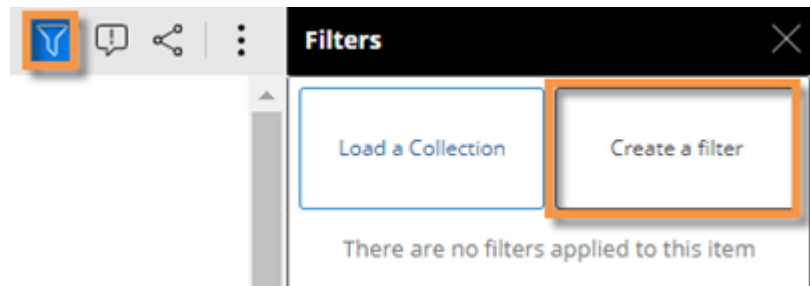 Filters
Load a Collection
Create a filter
There are no filters applied to this item